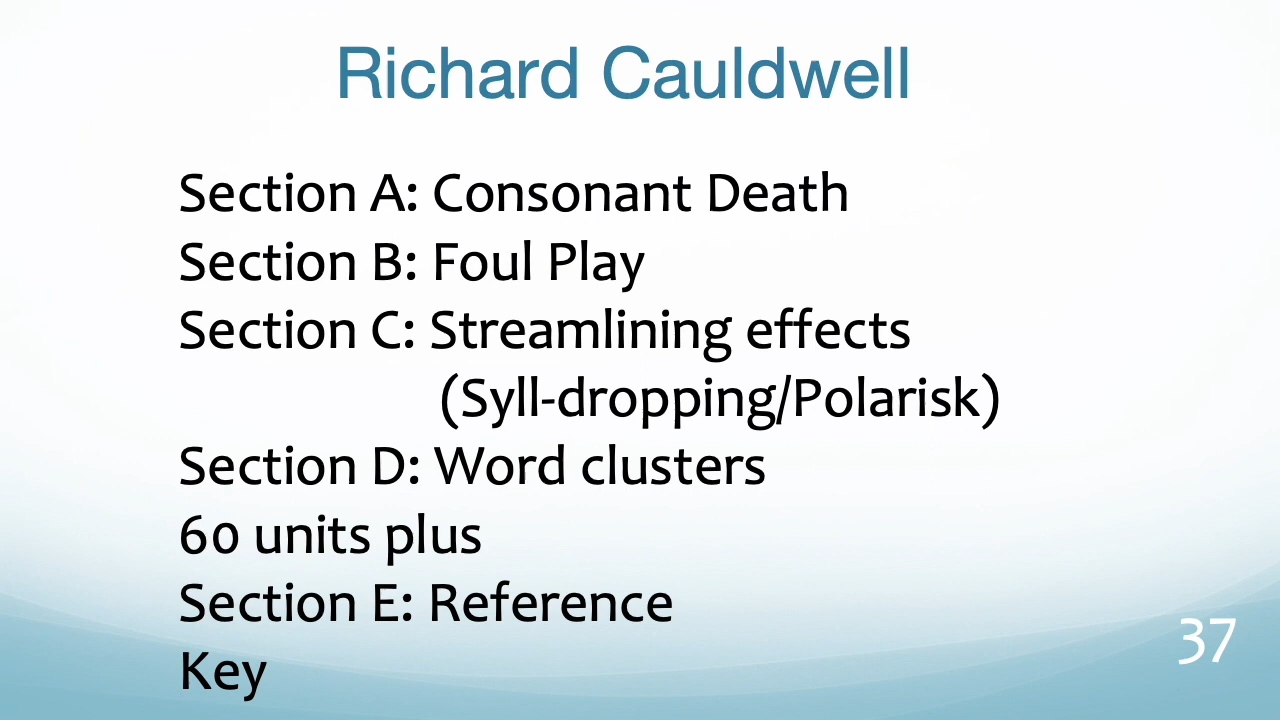 Richard Cauldwell
Section A: Consonant Death
Section B: Foul Play
Section C: Streamlining effects
(Syll-dropping/Polarisk)
Section D: Word clusters
60 units plus
Section E: Reference
Key
37